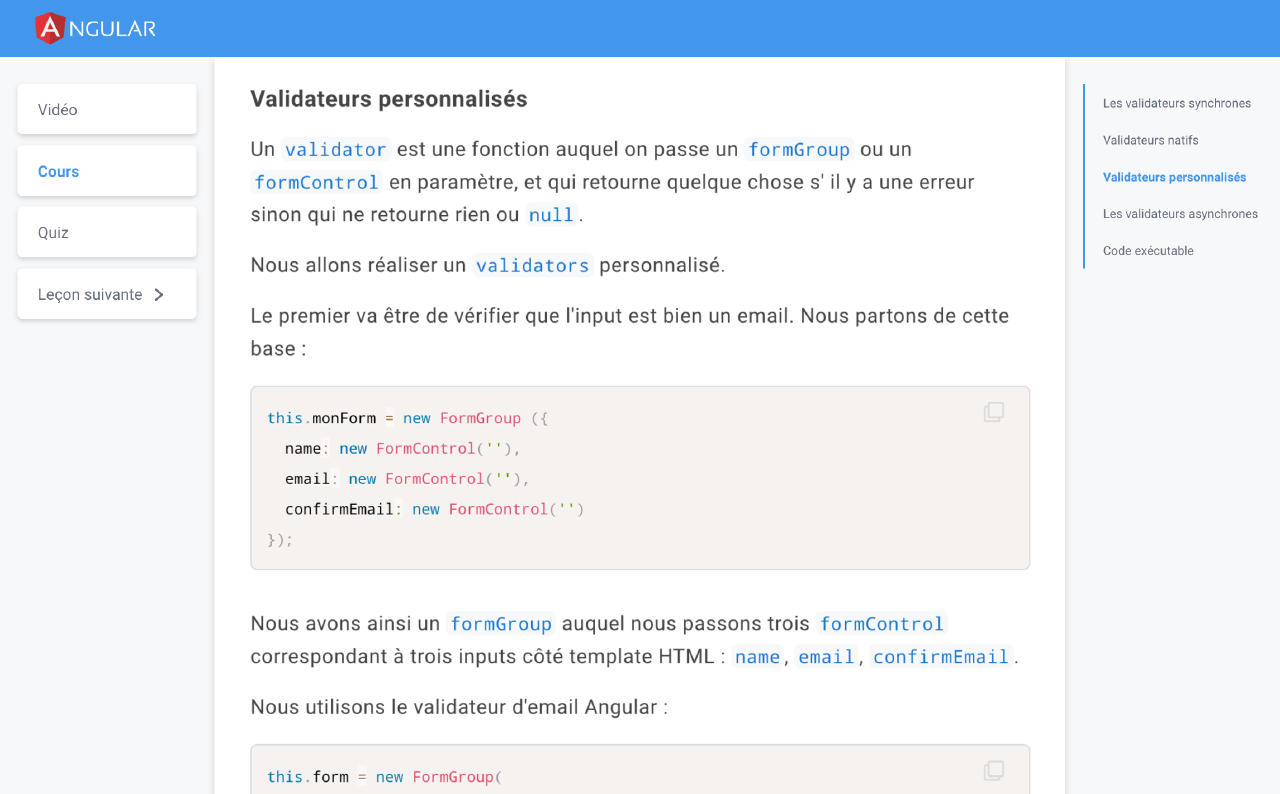 ANGULAR
Vidéo
Cours
Quiz
Leçon suivante
Validateurs personnalisés
Un validator est une fonction auquel on passe un formGroup ou un
formControl en paramètre, et qui retourne quelque chose s' il y a une erreur
sinon qui ne retourne rien ou null.
Nous allons réaliser un validators personnalisé.
Le premier va être de vérifier que l'input est bien un email. Nous partons de cette
base :
this.monForm = new FormGroup ({
  name: new FormControl(''),
  email: new FormControl(''),
  confirmEmail: new FormControl('')
});
Nous avons ainsi un formGroup auquel nous passons trois formControl
correspondant à trois inputs côté template HTML : name, email, confirmEmail.
Nous utilisons le validateur d'email Angular :
this.form = new FormGroup(
Les validateurs synchrones
Validateurs natifs
Validateurs personnalisés
Les validateurs asynchrones
Code exécutable